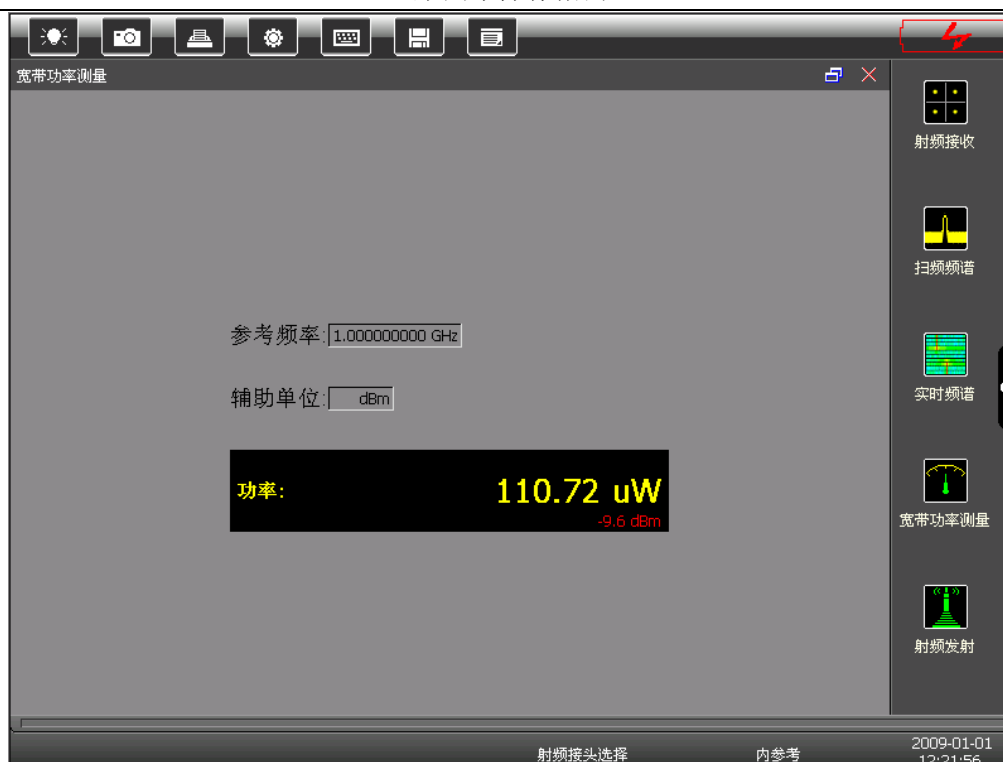 宽带功率测量
射频接收
扫频频谱
参考频率:1.000000000 GHz
辅助单位: dBm
实时频谱
功率: 110.72 uW
-9.6 dBm
宽带功率测量
射频发射
射频接头选择 内参考 2009-01-01
12:21:56